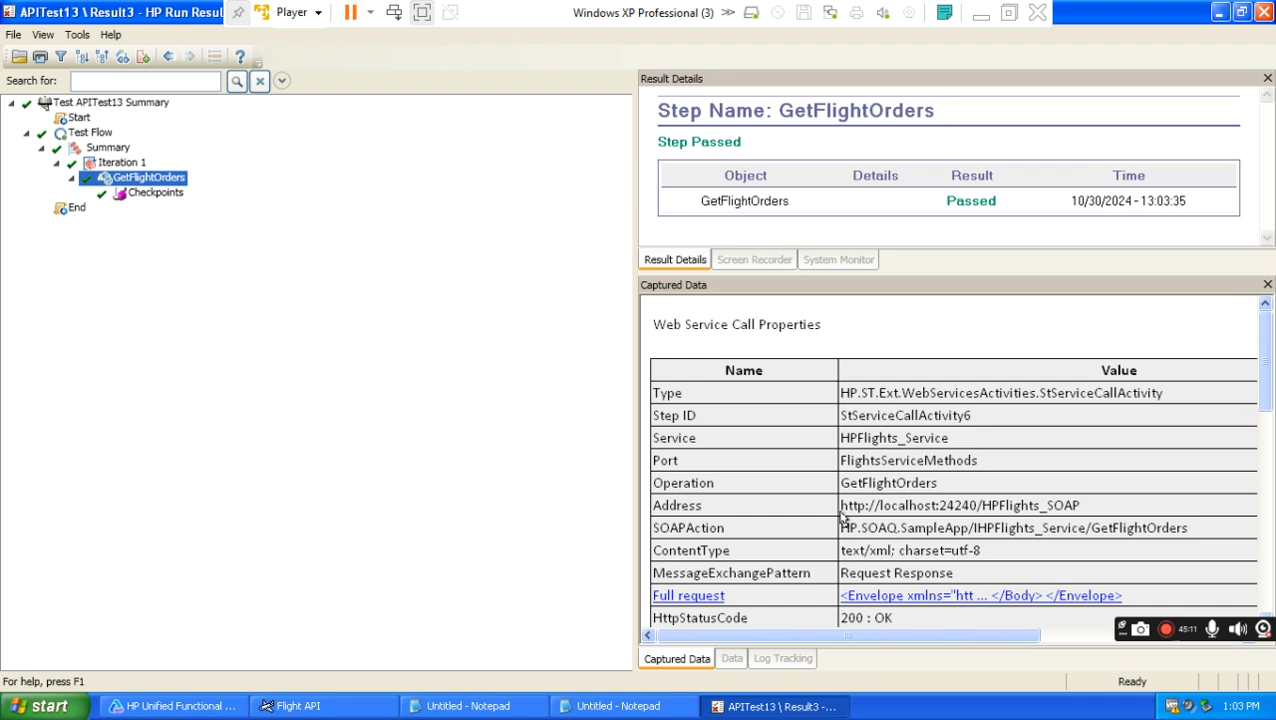 APITest13 \ Result3 - HP Run Resul
Player
Windows XP Professional (3)
File View Tools Help
Search for:
Test APITest13 Summary
Start
Test Flow
Summary
Iteration 1
GetFlightOrders
Checkpoints
End
Result Details
Step Name: GetFlightOrders
Step Passed
Object Details Result Time
GetFlightOrders Passed 10/30/2024 - 13:03:35
Result Details Screen Recorder System Monitor
Captured Data
Web Service Call Properties
Name Value
Type HP.ST.Ext.WebServicesActivities.StServiceCallActivity
Step ID StServiceCallActivity6
Service HPFlights_Service
Port FlightsServiceMethods
Operation GetFlightOrders
Address http://localhost:24240/HPFlights_SOAP
SOAPAction HP.SOAQ.SampleApp/IHPFlights_Service/GetFlightOrders
ContentType text/xml; charset=utf-8
MessageExchangePattern Request Response
Full request <Envelope xmlns="htt ... </Body> </Envelope>
HttpStatusCode 200 : OK
45:11
Captured Data Data Log Tracking
For help, press F1
Ready
start HP Unified Functional ... Flight API Untitled - Notepad Untitled - Notepad APITest13 \ Result3 -... 1:03 PM